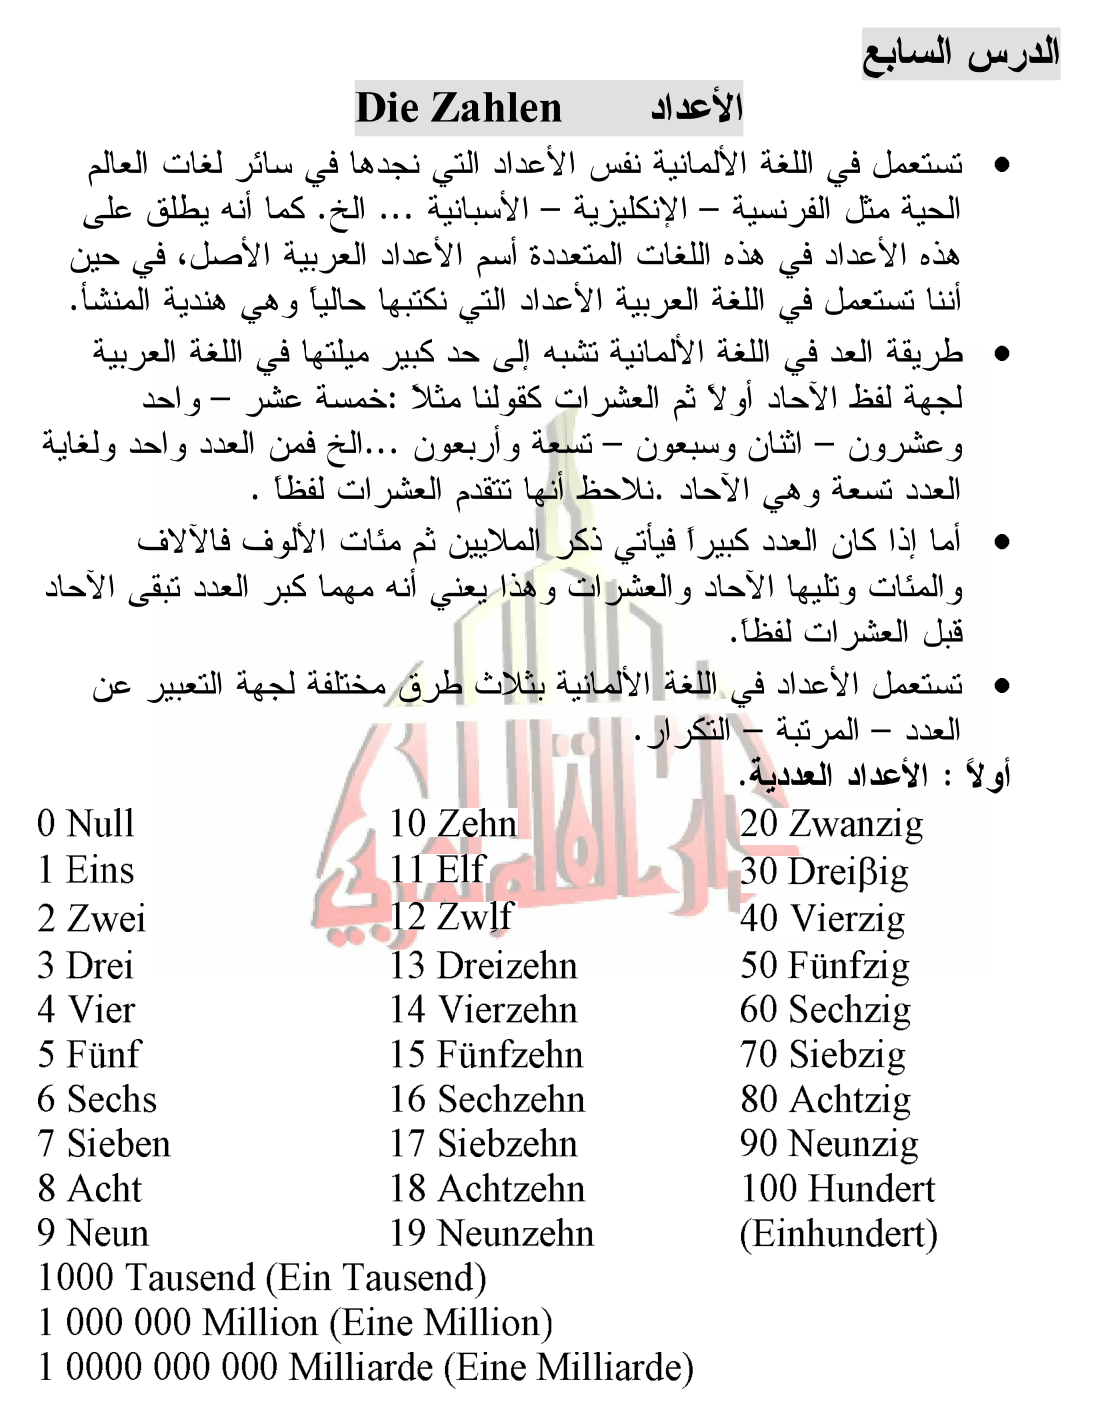 الدرس السابع
الأعداد Die Zahlen
• تستعمل في اللغة الألمانية نفس الأعداد التي نجدها في سائر لغات العالم
الحية مثل الفرنسية – الإنكليزية – الأسبانية ... الخ. كما أنه يطلق على
هذه الأعداد في هذه اللغات المتعددة أسم الأعداد العربية الأصل، في حين
أننا تستعمل في اللغة العربية الأعداد التي نكتبها حالياً وهي هندية المنشأ.
• طريقة العد في اللغة الألمانية تشبه إلى حد كبير ميلتها في اللغة العربية
لجهة لفظ الآحاد أولاً ثم العشرات كقولنا مثلاً :خمسة عشر – واحد
وعشرون – اثنان وسبعون – تسعة وأربعون ...الخ فمن العدد واحد ولغاية
العدد تسعة وهي الآحاد .نلاحظ أنها تتقدم العشرات لفظاً .
• أما إذا كان العدد كبيراً فيأتي ذكر الملايين ثم مئات الألوف فالآلاف
والمئات وتليها الآحاد والعشرات وهذا يعني أنه مهما كبر العدد تبقى الآحاد
قبل العشرات لفظاً.
• تستعمل الأعداد في اللغة الألمانية بثلاث طرق مختلفة لجهة التعبير عن
العدد – المرتبة – التكرار.
أولاً : الأعداد العددية.
0 Null 10 Zehn 20 Zwanzig
1 Eins 11 Elf 30 Dreiβig
2 Zwei 12 Zwlf 40 Vierzig
3 Drei 13 Dreizehn 50 Fünfzig
4 Vier 14 Vierzehn 60 Sechzig
5 Fünf 15 Fünfzehn 70 Siebzig
6 Sechs 16 Sechzehn 80 Achtzig
7 Sieben 17 Siebzehn 90 Neunzig
8 Acht 18 Achtzehn 100 Hundert
9 Neun 19 Neunzehn (Einhundert)
1000 Tausend (Ein Tausend)
1 000 000 Million (Eine Million)
1 0000 000 000 Milliarde (Eine Milliarde)